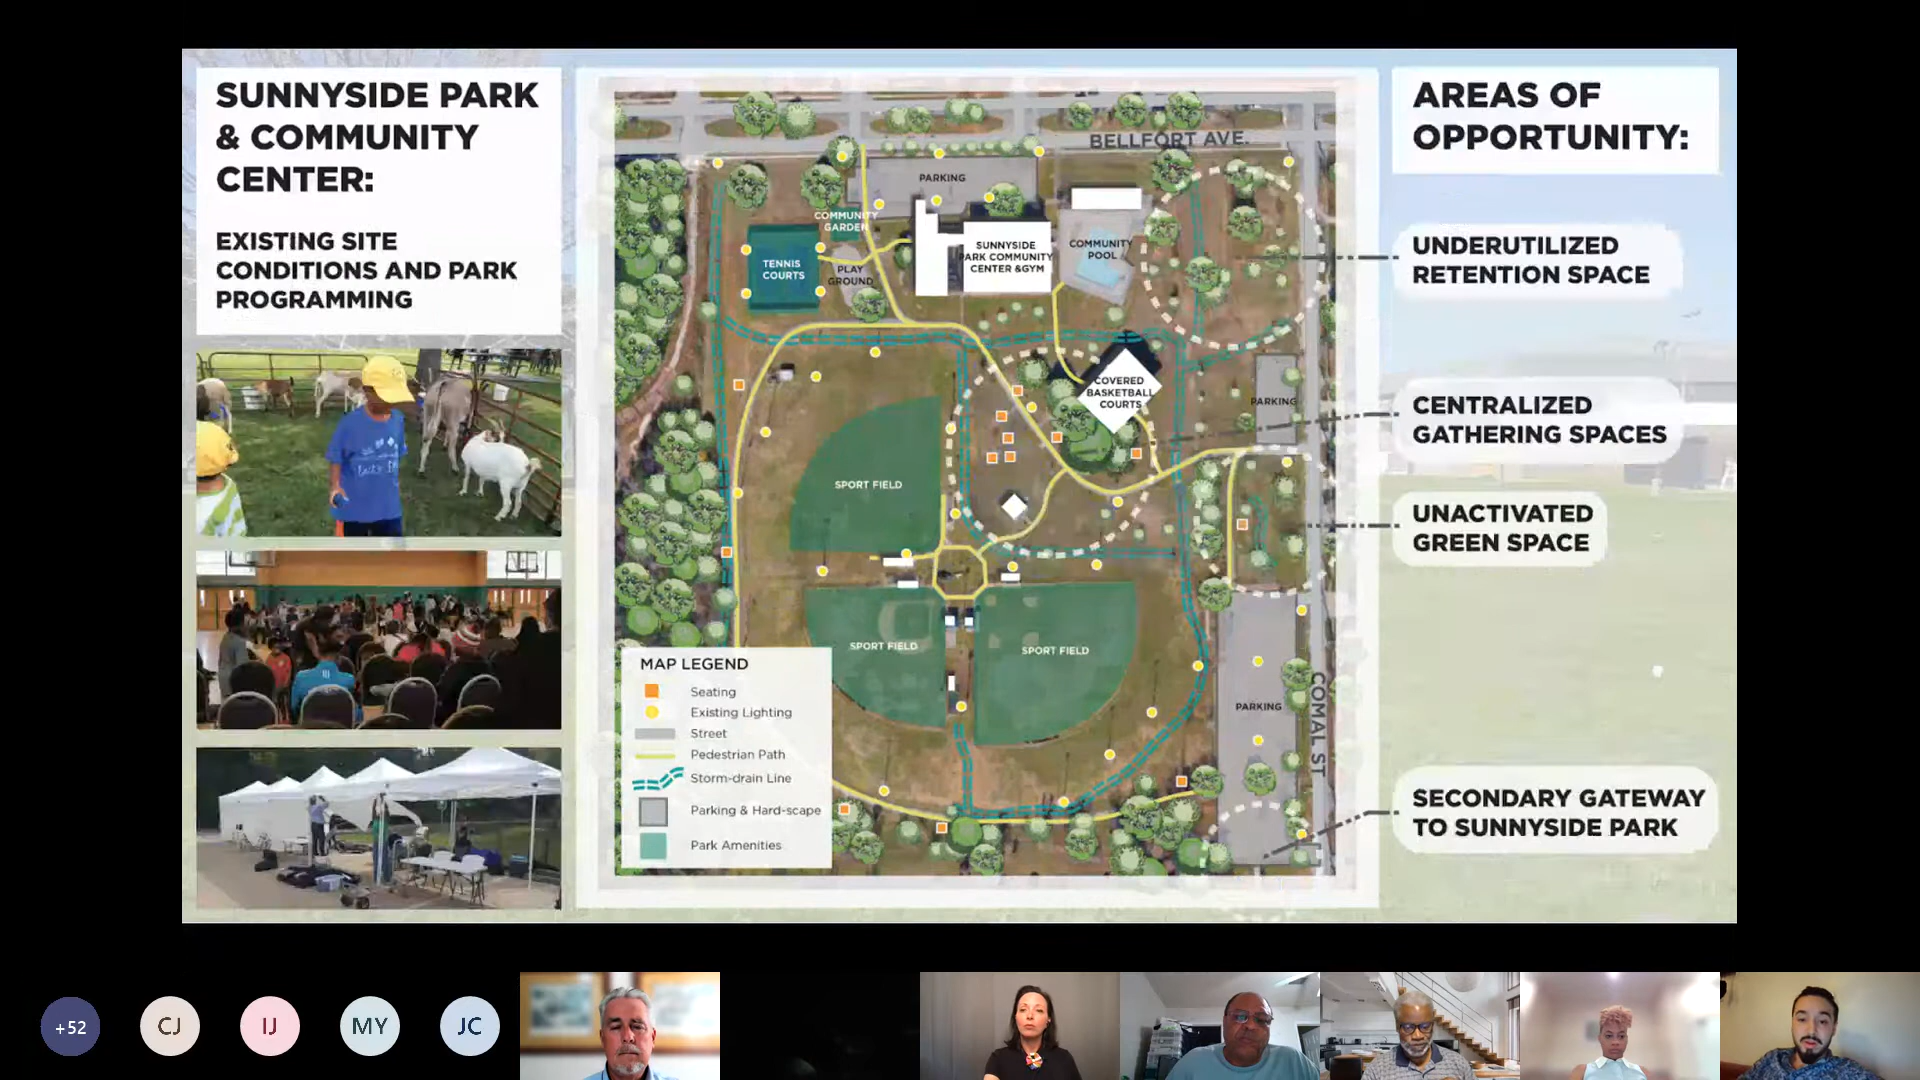 SUNNYSIDE PARK
& COMMUNITY
CENTER:
EXISTING SITE
CONDITIONS AND PARK
PROGRAMMING
BELLFORT AVE.
PARKING
COMMUNITY
GARDEN
TENNIS
COURTS
PLAY
GROUND
SUNNYSIDE
PARK COMMUNITY
CENTER &GYM
COMMUNITY
POOL
COVERED
BASKETBALL
COURTS
PARKING
SPORT FIELD
SPORT FIELD
SPORT FIELD
PARKING
COMAL ST
MAP LEGEND
Seating
Existing Lighting
Street
Pedestrian Path
Storm-drain Line
Parking & Hard-scape
Park Amenities
AREAS OF
OPPORTUNITY:
UNDERUTILIZED
RETENTION SPACE
CENTRALIZED
GATHERING SPACES
UNACTIVATED
GREEN SPACE
SECONDARY GATEWAY
TO SUNNYSIDE PARK
+52
CJ
IJ
MY
JC